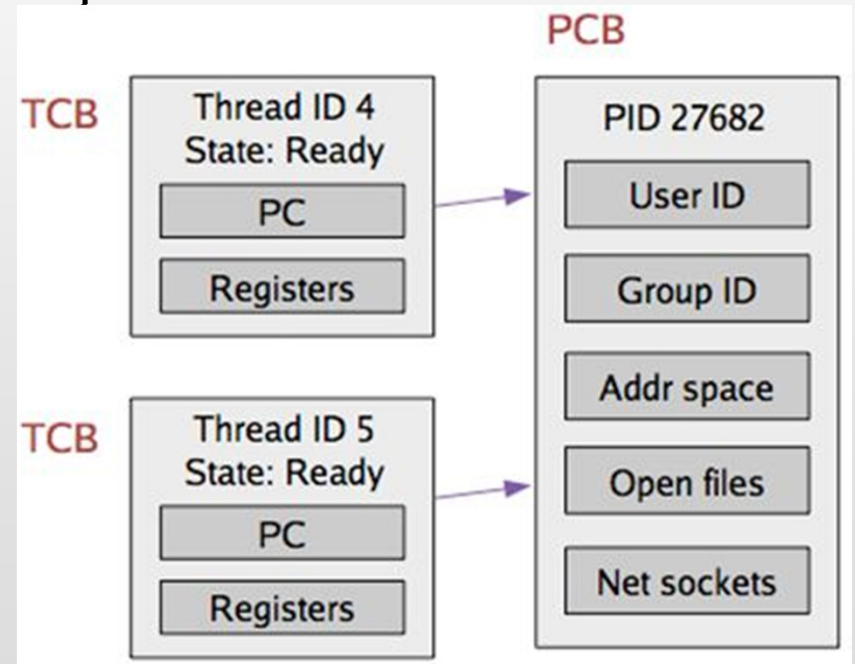 PCB
TCB
Thread ID 4
State: Ready
PC
Registers
TCB
Thread ID 5
State: Ready
PC
Registers
PID 27682
User ID
Group ID
Addr space
Open files
Net sockets